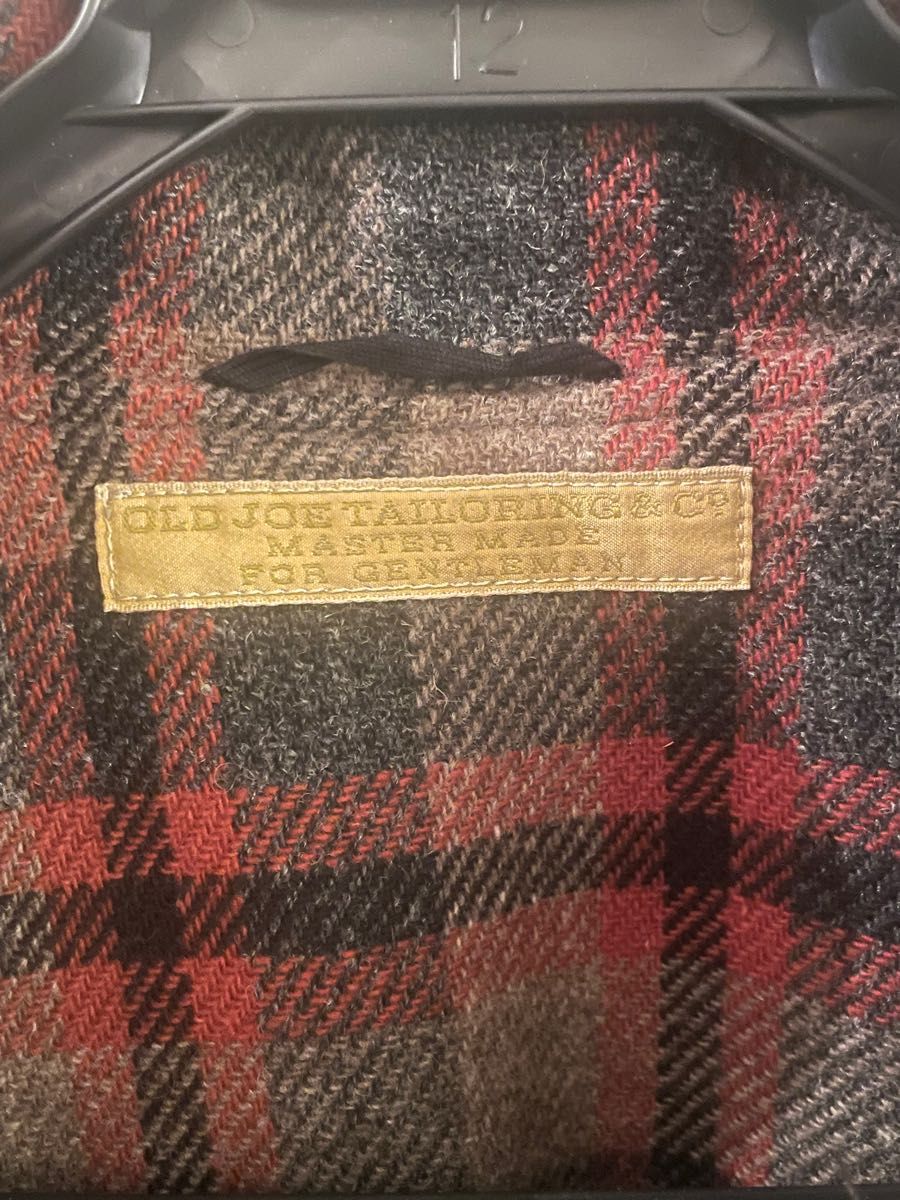 12
OLD JOE TAILORING & Cº
MASTER MADE
FOR GENTLEMAN